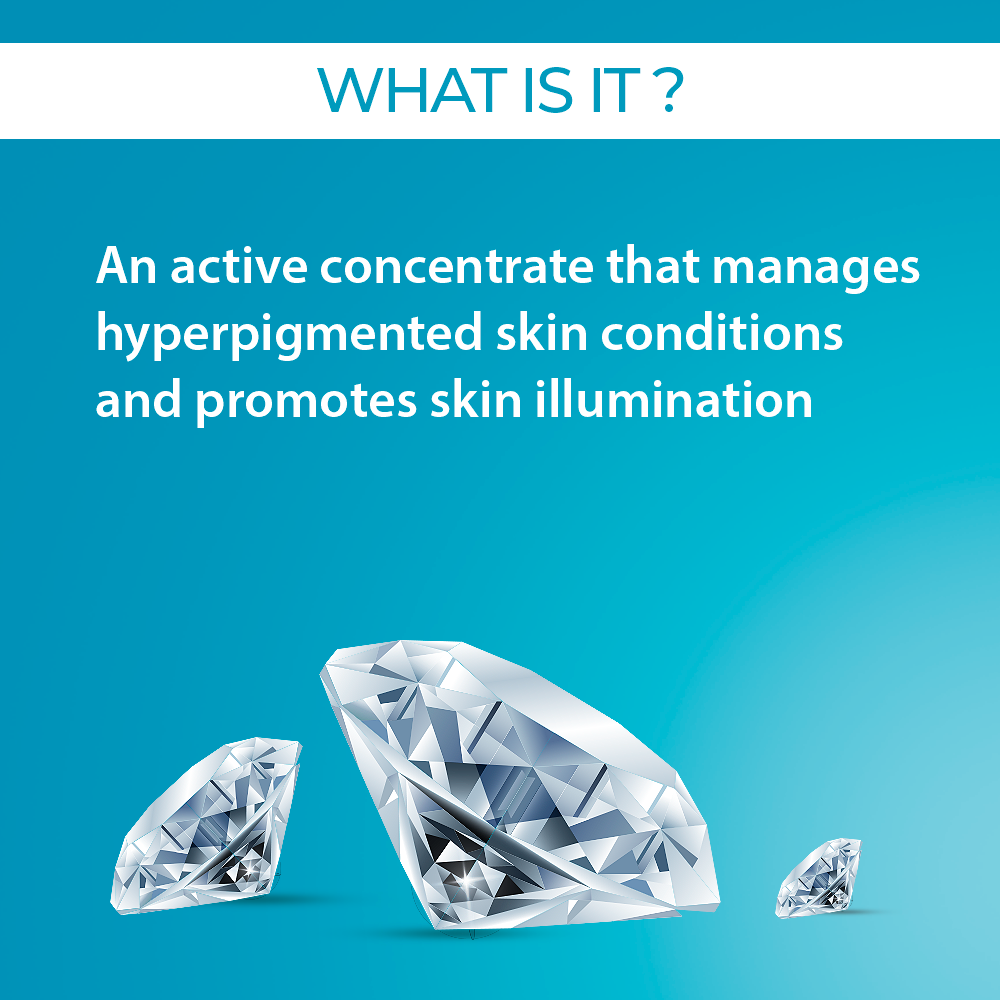 WHAT IS IT ?
An active concentrate that manages
hyperpigmented skin conditions
and promotes skin illumination